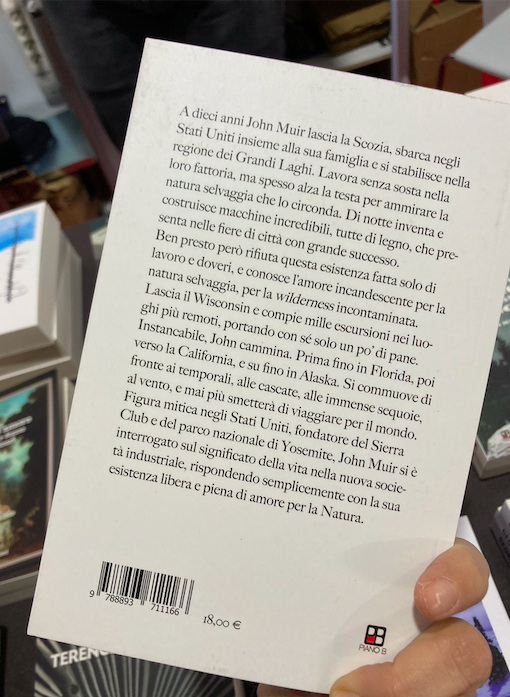 A dieci anni John Muir lascia la Scozia, sbarca negli
Stati Uniti insieme alla sua famiglia e si stabilisce nella
regione dei Grandi Laghi. Lavora senza sosta nella
loro fattoria, ma spesso alza la testa per ammirare la
natura selvaggia che lo circonda. Di notte inventa e
costruisce macchine incredibili, tutte di legno, che pre-
senta nelle fiere di città con grande successo.
Ben presto però rifiuta questa esistenza fatta solo di
lavoro e doveri, e conosce l'amore incandescente per la
natura selvaggia, per la wilderness incontaminata.
Lascia il Wisconsin e compie mille escursioni nei luo-
ghi più remoti, portando con sé solo un po' di pane.
Instancabile, John cammina. Prima fino in Florida, poi
verso la California, e su fino in Alaska. Si commuove di
fronte ai temporali, alle cascate, alle immense sequoie,
al vento, e mai più smetterà di viaggiare per il mondo.
Figura mitica negli Stati Uniti, fondatore del Sierra
Club e del parco nazionale di Yosemite, John Muir si è
interrogato sul significato della vita nella nuova socie-
tà industriale, rispondendo semplicemente con la sua
esistenza libera e piena di amore per la Natura.
9 788893 711166
18,00 €
PIANO B
TEREN